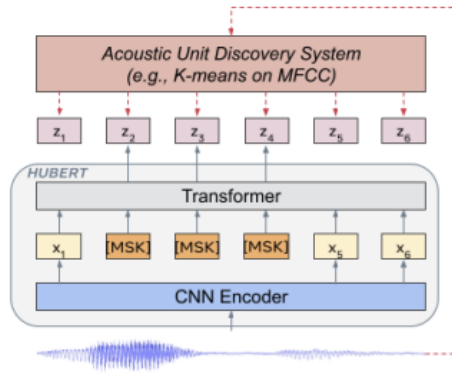 Acoustic Unit Discovery System
(e.g., K-means on MFCC)
z₁ z₂ z₃ z₄ z₅ z₆
HUBERT
Transformer
x₁ [MSK] [MSK] [MSK] x₅ x₆
CNN Encoder